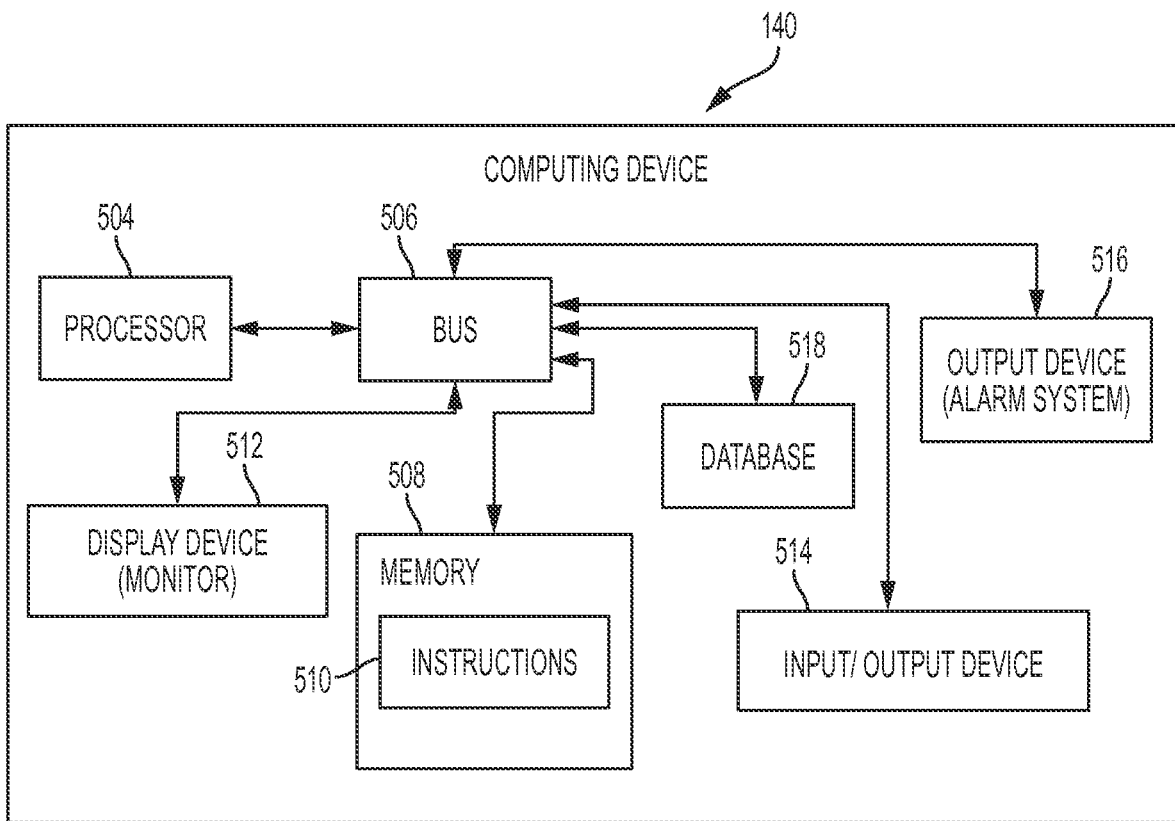 140
COMPUTING DEVICE
504
506
516
PROCESSOR
BUS
OUTPUT DEVICE
(ALARM SYSTEM)
518
DATABASE
512
508
DISPLAY DEVICE
(MONITOR)
MEMORY
514
510
INSTRUCTIONS
INPUT/ OUTPUT DEVICE